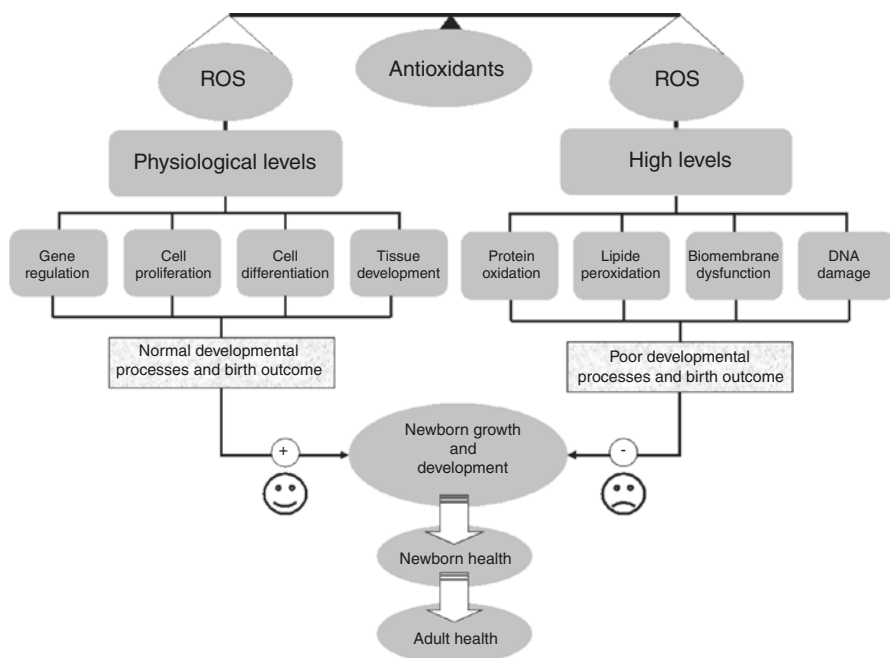 ROS
Antioxidants
ROS
Physiological levels
High levels
Gene
regulation
Cell
proliferation
Cell
differentiation
Tissue
development
Protein
oxidation
Lipide
peroxidation
Biomembrane
dysfunction
DNA
damage
Normal developmental
processes and birth outcome
Poor developmental
processes and birth outcome
Newborn growth
and
development
+
-
Newborn health
Adult health